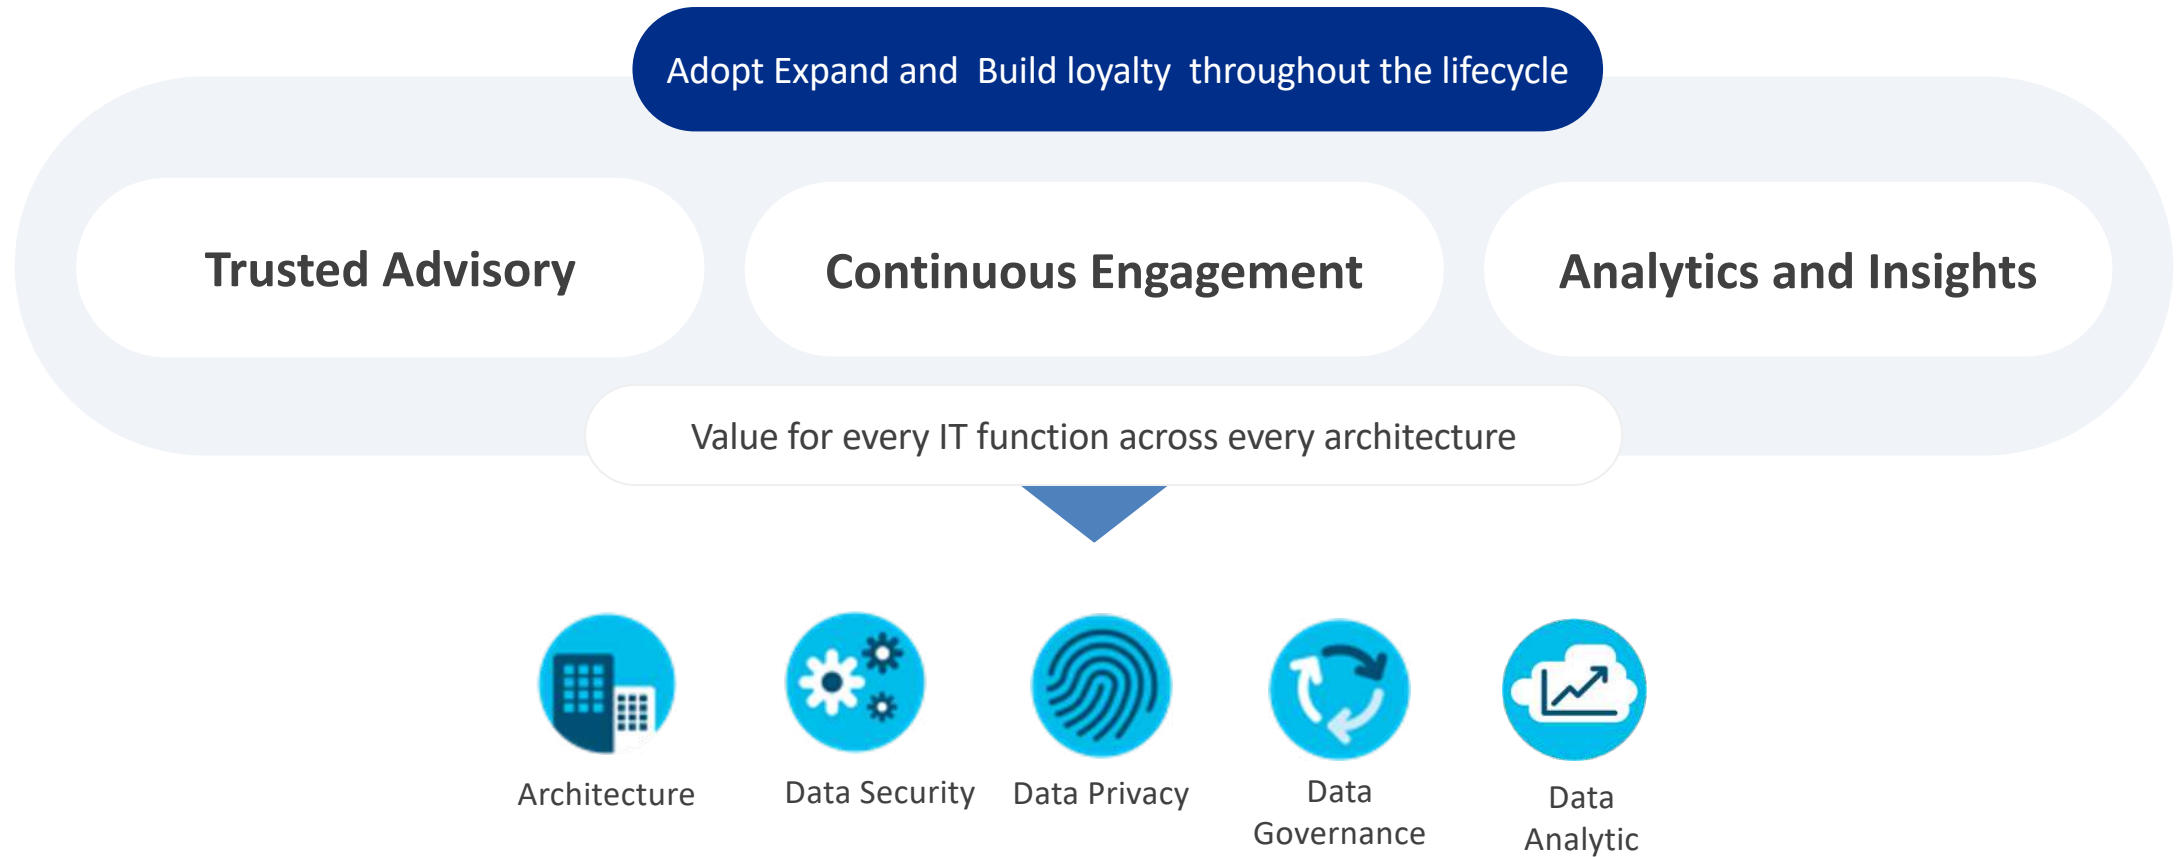 Adopt Expand and  Build loyalty  throughout the lifecycle
Trusted Advisory
Continuous Engagement
Analytics and Insights
Value for every IT function across every architecture
Architecture
Data Security
Data Privacy
Data
Governance
Data
Analytic